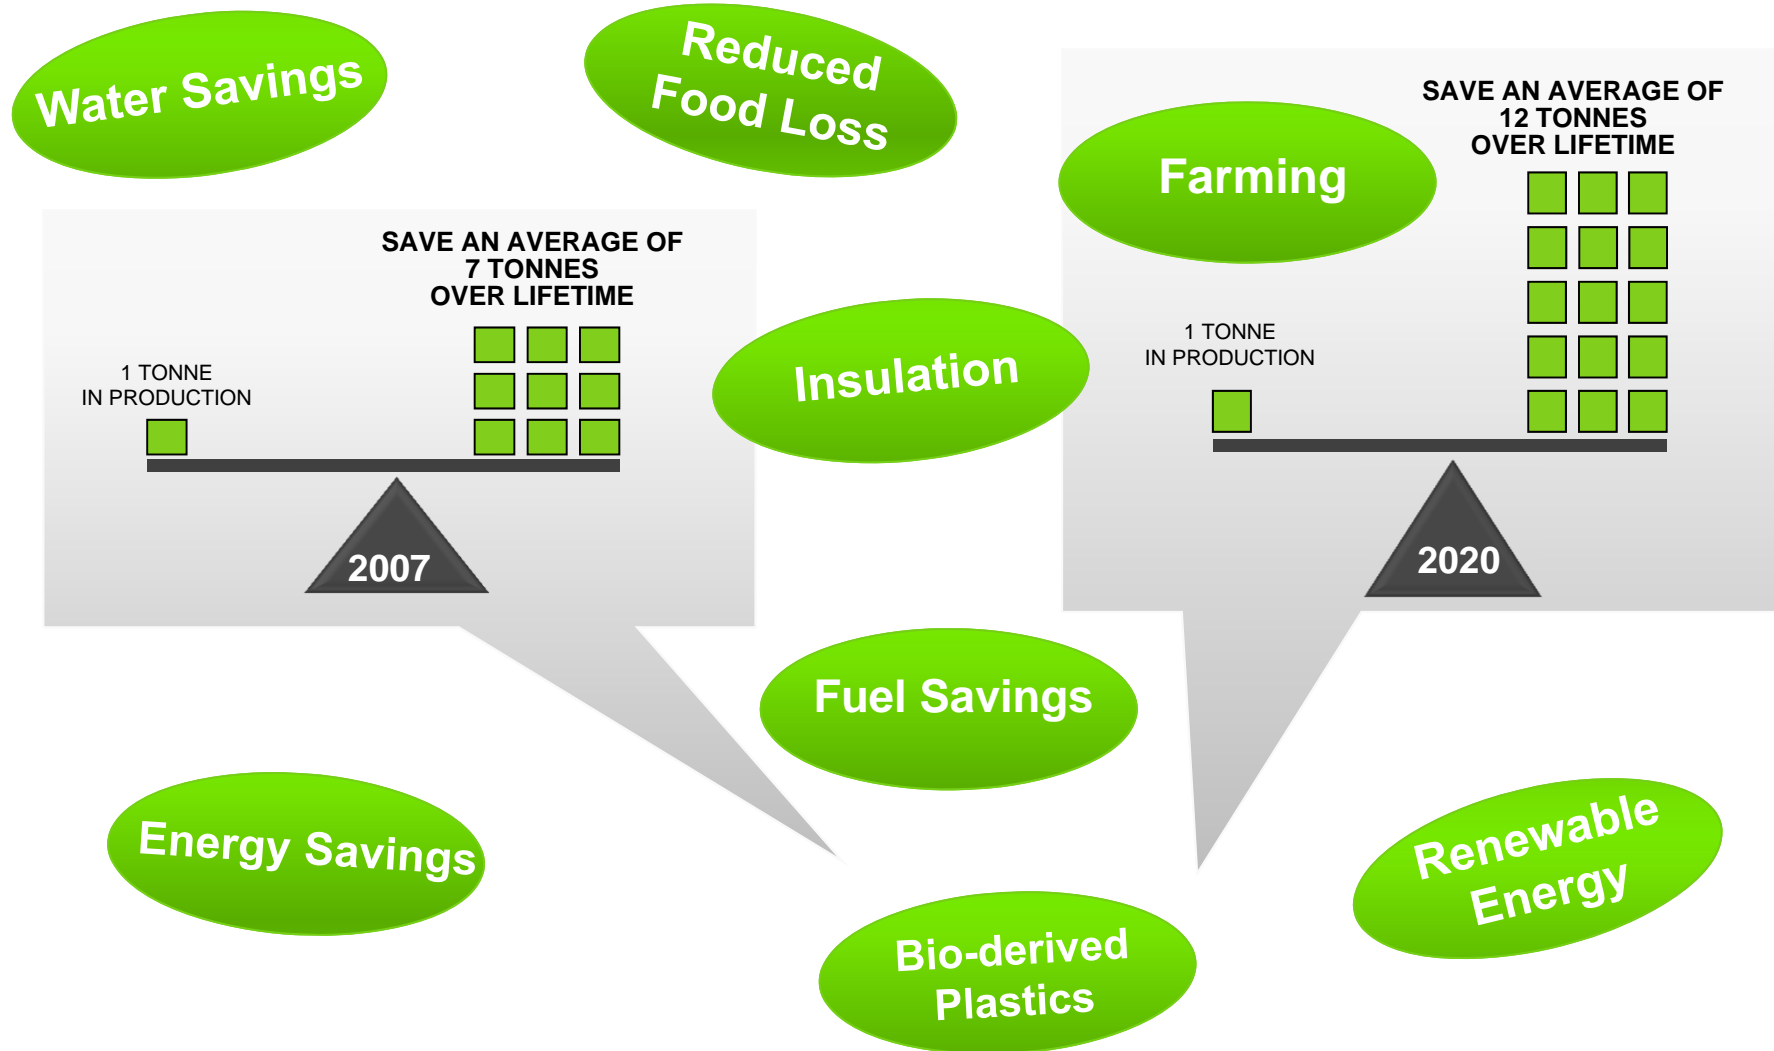 Water Savings
Reduced
Food Loss
Farming
SAVE AN AVERAGE OF
12 TONNES
OVER LIFETIME
1 TONNE
IN PRODUCTION
2020
SAVE AN AVERAGE OF
7 TONNES
OVER LIFETIME
1 TONNE
IN PRODUCTION
2007
Insulation
Fuel Savings
Energy Savings
Renewable
Energy
Bio-derived
Plastics